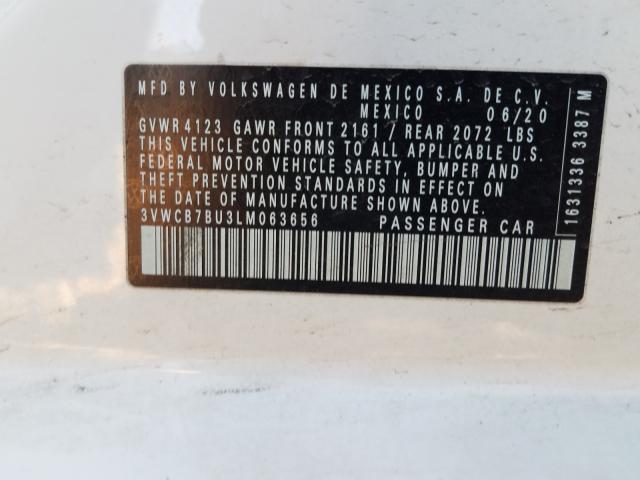 MFD BY VOLKSWAGEN DE MEXICO S.A. DE C.V.
MEXICO 06/20
GVWR 4123 GAWR FRONT 2161 / REAR 2072 LBS
THIS VEHICLE CONFORMS TO ALL APPLICABLE U.S.
FEDERAL MOTOR VEHICLE SAFETY, BUMPER AND
THEFT PREVENTION STANDARDS IN EFFECT ON
THE DATE OF MANUFACTURE SHOWN ABOVE.
3VWCB7BU3LM063656 PASSENGER CAR
16313336 3387 M